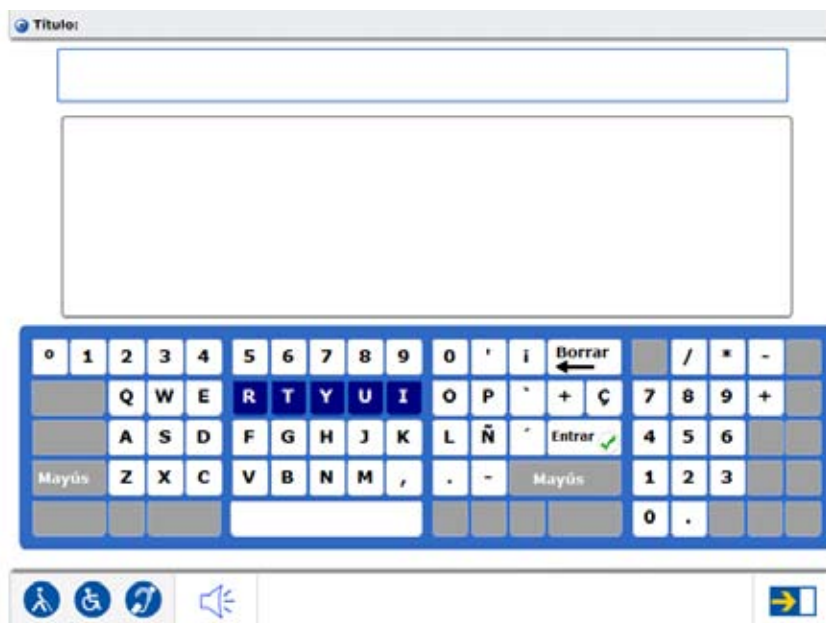 Título:
º 1 2 3 4 5 6 7 8 9 0 ' ¡ Borrar / * -
Q W E R T Y U I O P ` + Ç 7 8 9 +
A S D F G H J K L Ñ ´ Entrar 4 5 6
Mayús Z X C V B N M , . - Mayús 1 2 3
0 .